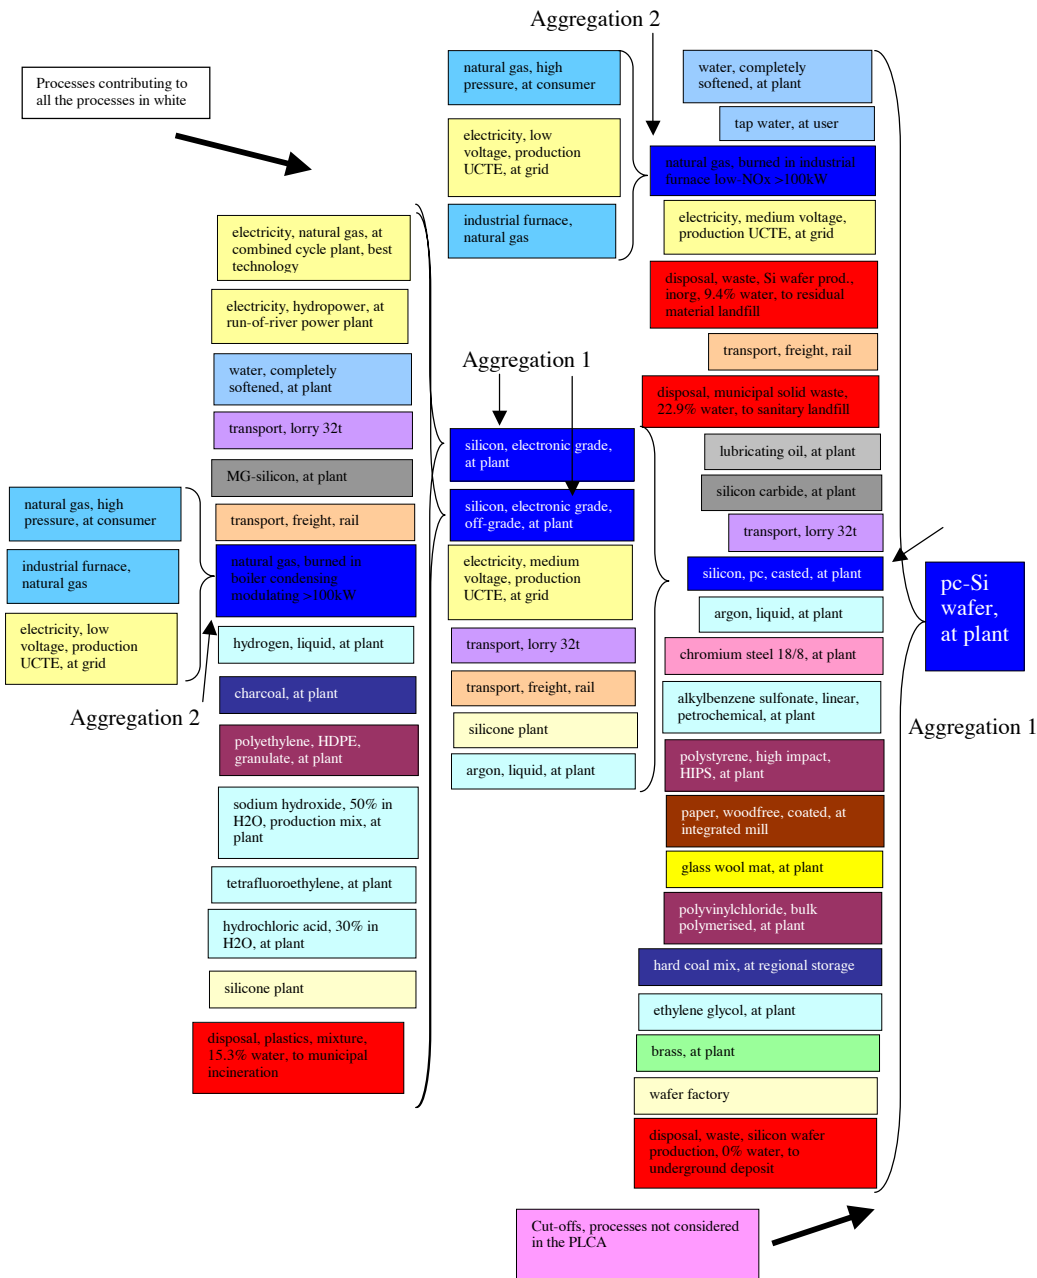 Aggregation 2
Processes contributing to
all the processes in white
natural gas, high
pressure, at consumer
electricity, low
voltage, production
UCTE, at grid
industrial furnace,
natural gas
water, completely
softened, at plant
tap water, at user
natural gas, burned in industrial
furnace low-NOx >100kW
electricity, medium voltage,
production UCTE, at grid
disposal, waste, Si wafer prod.,
inorg, 9.4% water, to residual
material landfill
transport, freight, rail
disposal, municipal solid waste,
22.9% water, to sanitary landfill
lubricating oil, at plant
silicon carbide, at plant
transport, lorry 32t
silicon, pc, casted, at plant
argon, liquid, at plant
chromium steel 18/8, at plant
alkylbenzene sulfonate, linear,
petrochemical, at plant
polystyrene, high impact,
HIPS, at plant
paper, woodfree, coated, at
integrated mill
glass wool mat, at plant
polyvinylchloride, bulk
polymerised, at plant
hard coal mix, at regional storage
ethylene glycol, at plant
brass, at plant
wafer factory
disposal, waste, silicon wafer
production, 0% water, to
underground deposit
electricity, natural gas, at
combined cycle plant, best
technology
electricity, hydropower, at
run-of-river power plant
water, completely
softened, at plant
transport, lorry 32t
MG-silicon, at plant
transport, freight, rail
natural gas, burned in
boiler condensing
modulating >100kW
hydrogen, liquid, at plant
charcoal, at plant
polyethylene, HDPE,
granulate, at plant
sodium hydroxide, 50% in
H2O, production mix, at
plant
tetrafluoroethylene, at plant
hydrochloric acid, 30% in
H2O, at plant
silicone plant
disposal, plastics, mixture,
15.3% water, to municipal
incineration
Aggregation 1
silicon, electronic grade,
at plant
silicon, electronic grade,
off-grade, at plant
electricity, medium
voltage, production
UCTE, at grid
transport, lorry 32t
transport, freight, rail
silicone plant
argon, liquid, at plant
natural gas, high
pressure, at consumer
industrial furnace,
natural gas
electricity, low
voltage, production
UCTE, at grid
Aggregation 2
pc-Si
wafer,
at plant
Aggregation 1
Cut-offs, processes not considered
in the PLCA